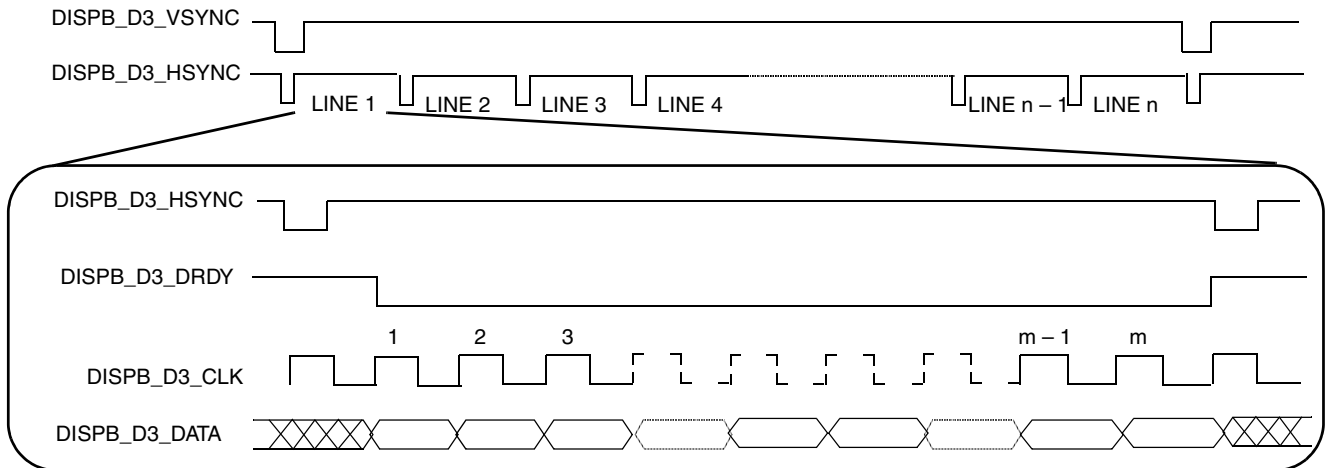 DISPB_D3_VSYNC
DISPB_D3_HSYNC
LINE 1 LINE 2 LINE 3 LINE 4 LINE n – 1 LINE n
DISPB_D3_HSYNC
DISPB_D3_DRDY
1 2 3 m – 1 m
DISPB_D3_CLK
DISPB_D3_DATA